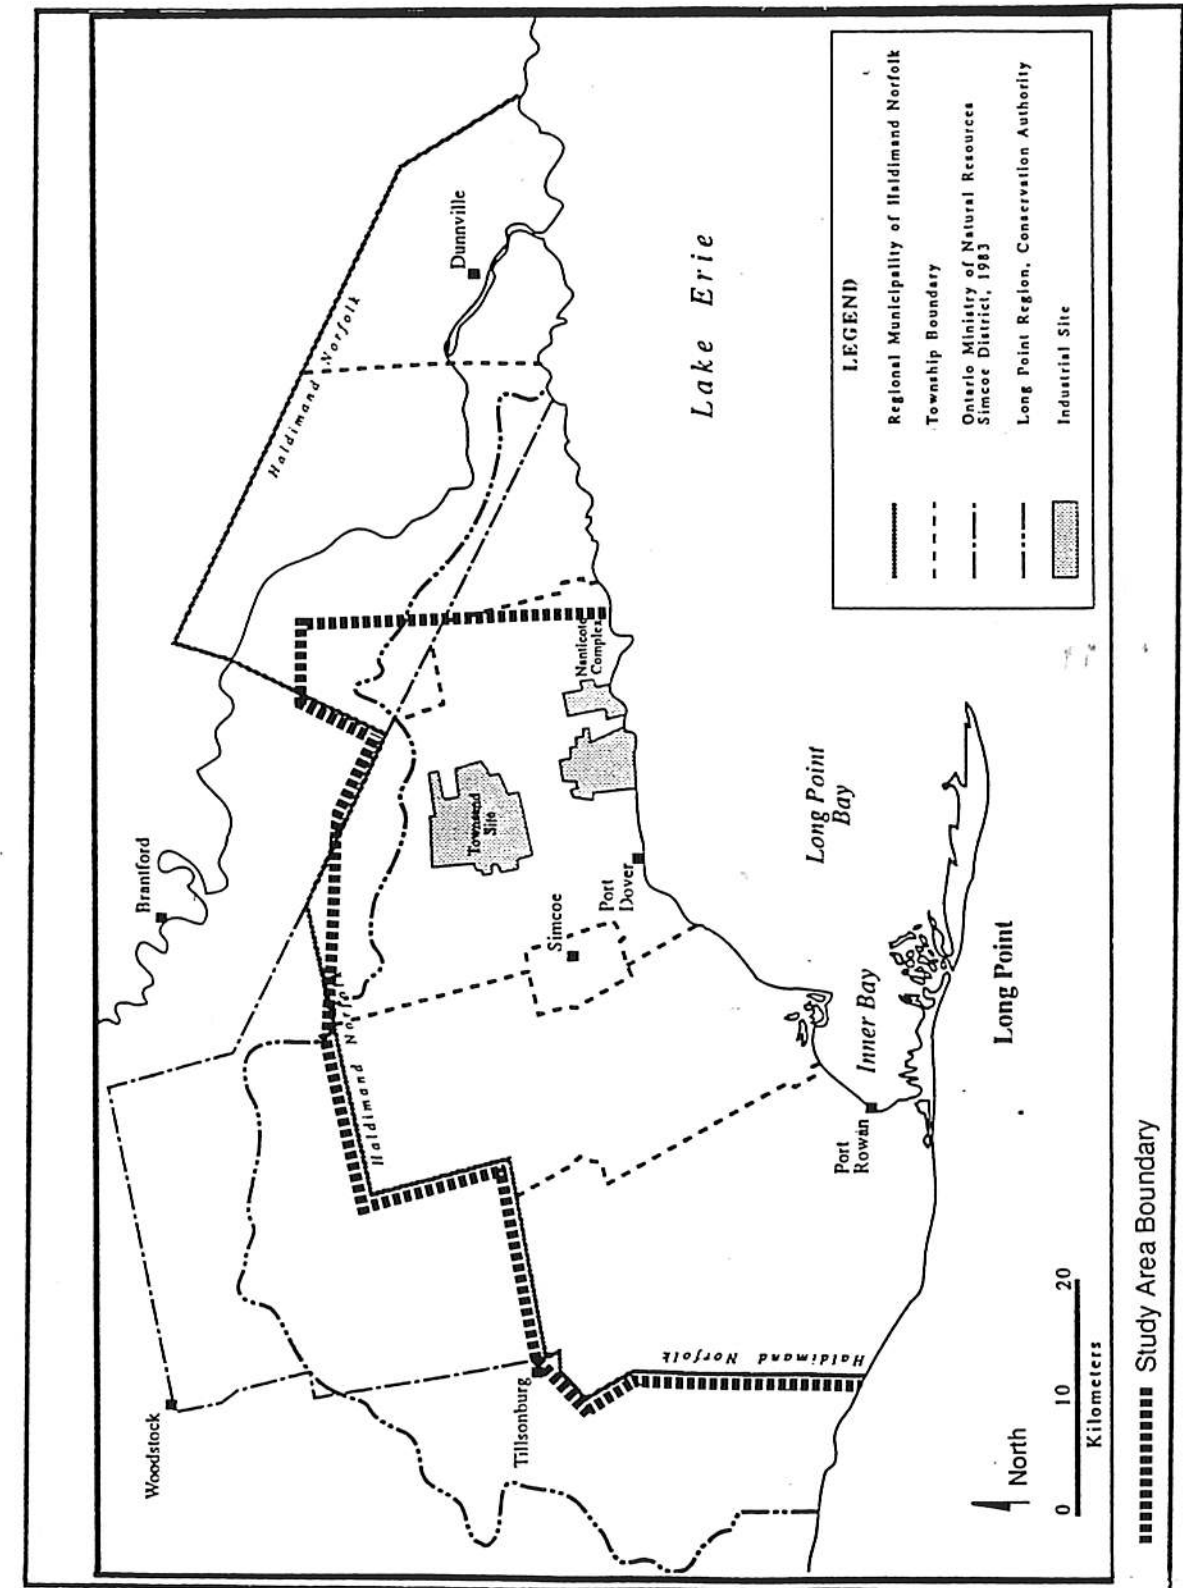 Woodstock
Brantford
Haldimand Norfolk
Dunnville
Haldimand Norfolk
Tillsonburg
Townsend
Site
Simcoe
Port
Dover
Nanticoke
Complex
Lake Erie
Haldimand Norfolk
Port
Rowan
Inner Bay
Long Point
Bay
Long Point
North
0 10 20
Kilometers
LEGEND
Regional Municipality of Haldimand Norfolk
Township Boundary
Ontario Ministry of Natural Resources
Simcoe District, 1983
Long Point Region, Conservation Authority
Industrial Site
Study Area Boundary